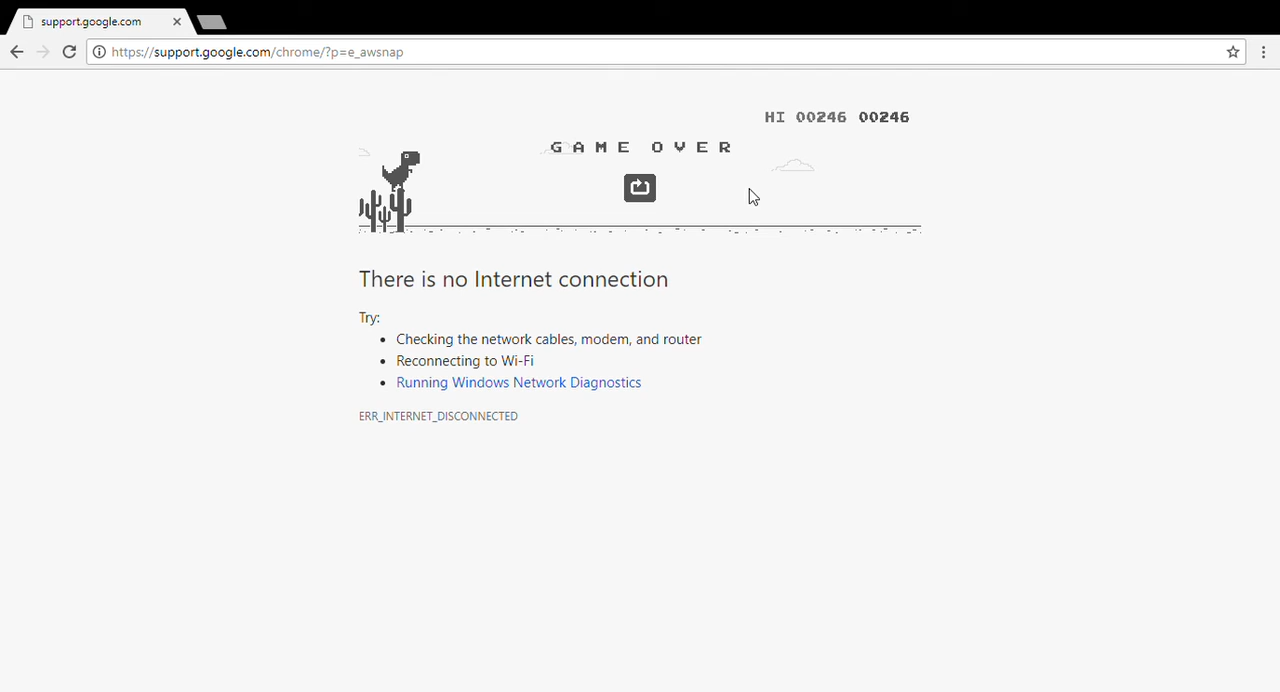 support.google.com
https://support.google.com/chrome/?p=e_awsnap
HI 00246 00246
GAME OVER
There is no Internet connection
Try:
Checking the network cables, modem, and router
Reconnecting to Wi-Fi
Running Windows Network Diagnostics
ERR_INTERNET_DISCONNECTED